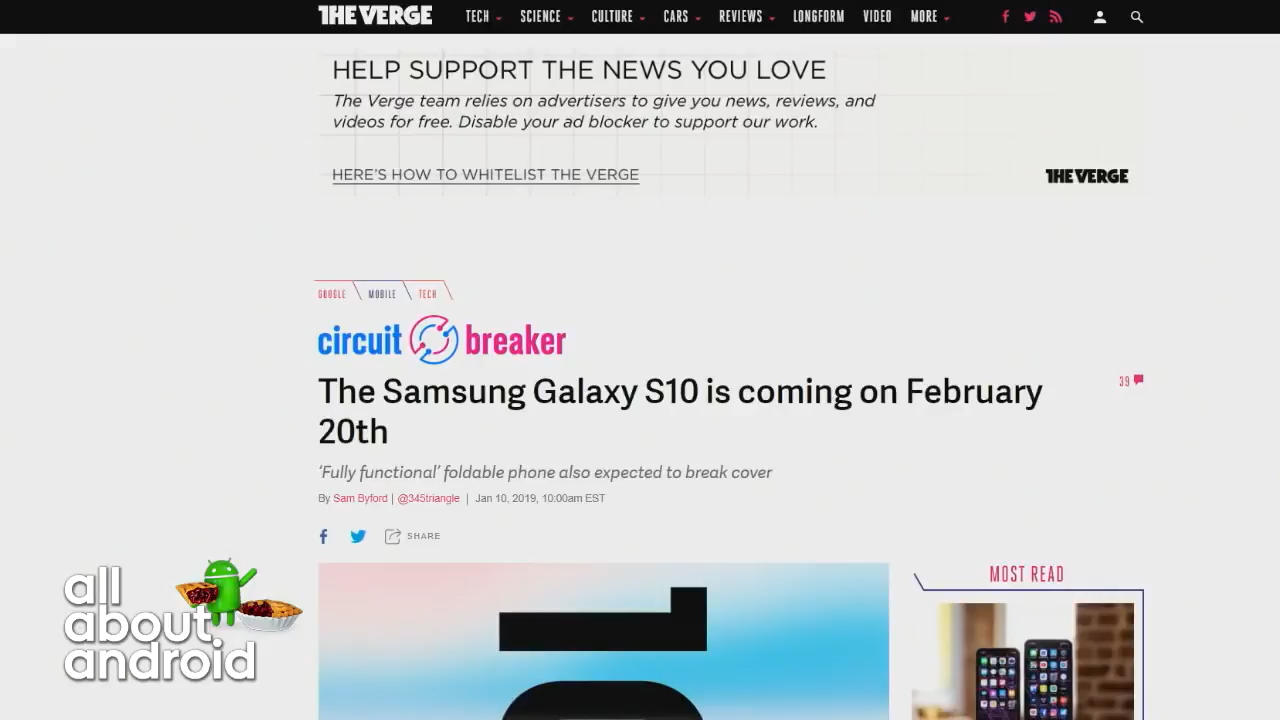 THE VERGE TECH SCIENCE CULTURE CARS REVIEWS LONGFORM VIDEO MORE
HELP SUPPORT THE NEWS YOU LOVE
The Verge team relies on advertisers to give you news, reviews, and
videos for free. Disable your ad blocker to support our work.
HERE'S HOW TO WHITELIST THE VERGE
THE VERGE
GOOGLE MOBILE TECH
circuit breaker
The Samsung Galaxy S10 is coming on February
20th
39
'Fully functional' foldable phone also expected to break cover
By Sam Byford | @345triangle | Jan 10, 2019, 10:00am EST
SHARE
MOST READ
all
about
android